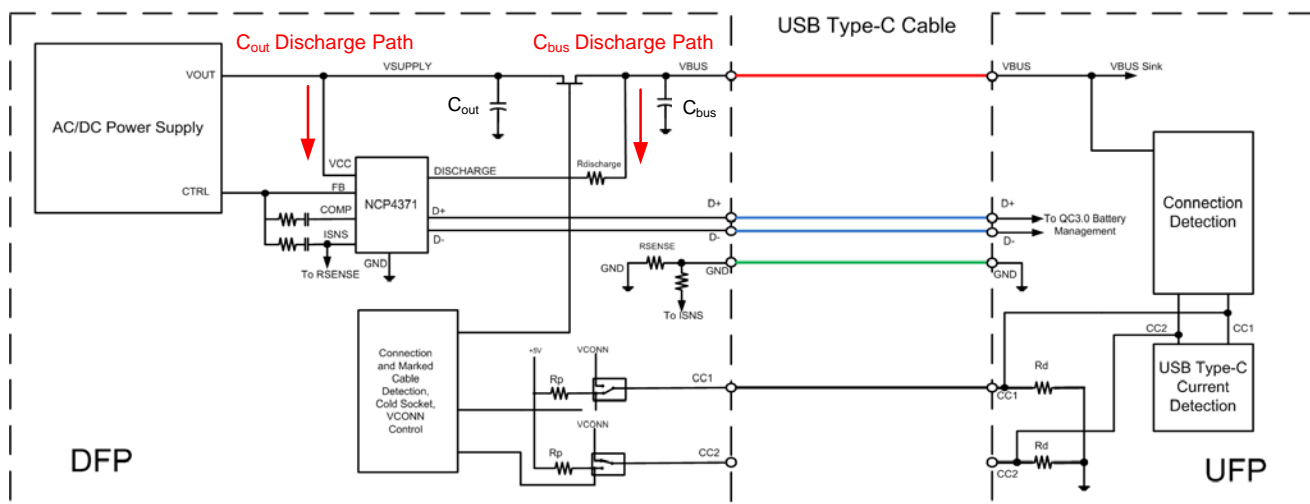 USB Type-C Cable
Cout Discharge Path
Cbus Discharge Path
VOUT
VSUPPLY
VBUS
VBUS
VBUS Sink
AC/DC Power Supply
Cout
Cbus
VCC
DISCHARGE
Rdischarge
CTRL
FB
NCP4371
COMP
D+
D+
D+
ISNS
D-
D-
D-
To QC3.0 Battery
Management
Connection
Detection
To RSENSE
GND
RSENSE
GND
GND
GND
To ISNS
CC2
CC1
Connection
and Marked
Cable
Detection,
Cold Socket,
VCONN
Control
+5V
VCONN
Rp
CC1
CC1
Rd
USB Type-C
Current
Detection
VCONN
Rp
CC2
CC2
Rd
DFP
UFP